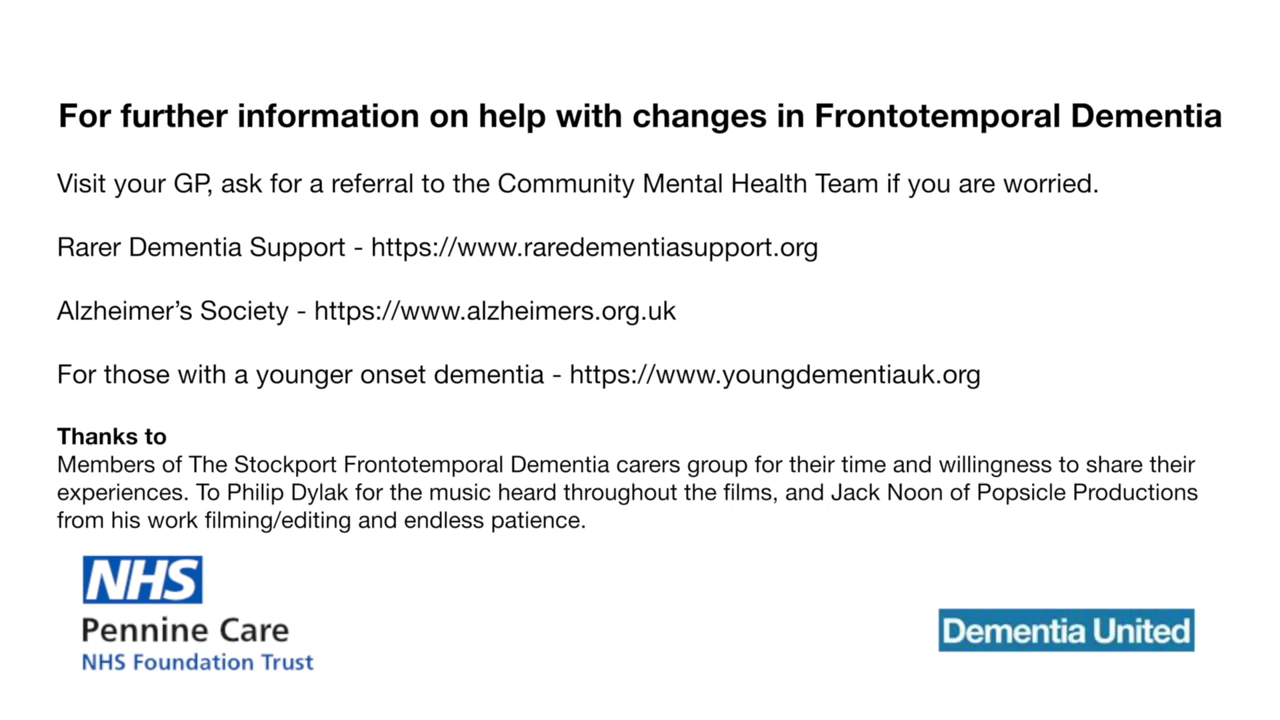 For further information on help with changes in Frontotemporal Dementia
Visit your GP, ask for a referral to the Community Mental Health Team if you are worried.
Rarer Dementia Support - https://www.raredementiasupport.org
Alzheimer’s Society - https://www.alzheimers.org.uk
For those with a younger onset dementia - https://www.youngdementiauk.org
Thanks to
Members of The Stockport Frontotemporal Dementia carers group for their time and willingness to share their
experiences. To Philip Dylak for the music heard throughout the films, and Jack Noon of Popsicle Productions
from his work filming/editing and endless patience.
NHS
Pennine Care
NHS Foundation Trust
Dementia United